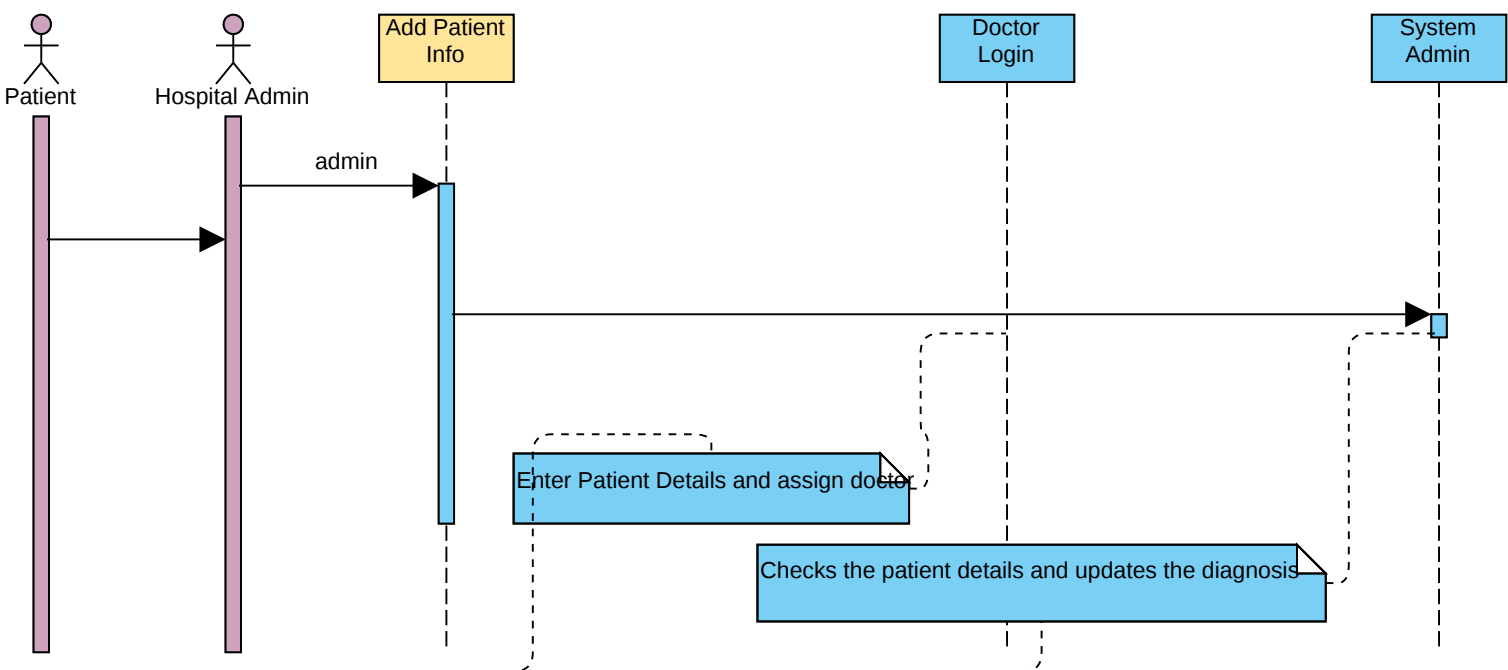 Add Patient
Info
Doctor
Login
System
Admin
Patient
Hospital Admin
admin
Enter Patient Details and assign doctor
Checks the patient details and updates the diagnosis